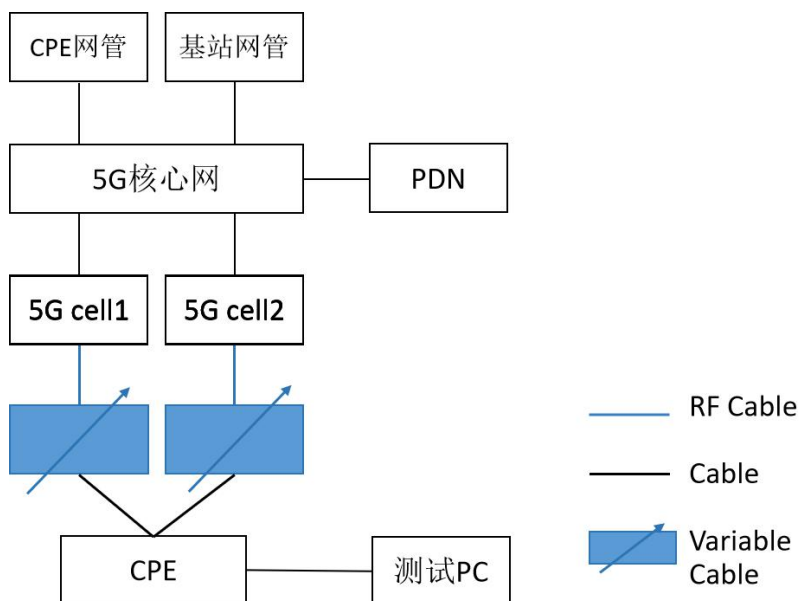 CPE网管
基站网管
5G核心网
PDN
5G cell1
5G cell2
RF Cable
Cable
Variable
Cable
CPE
测试PC